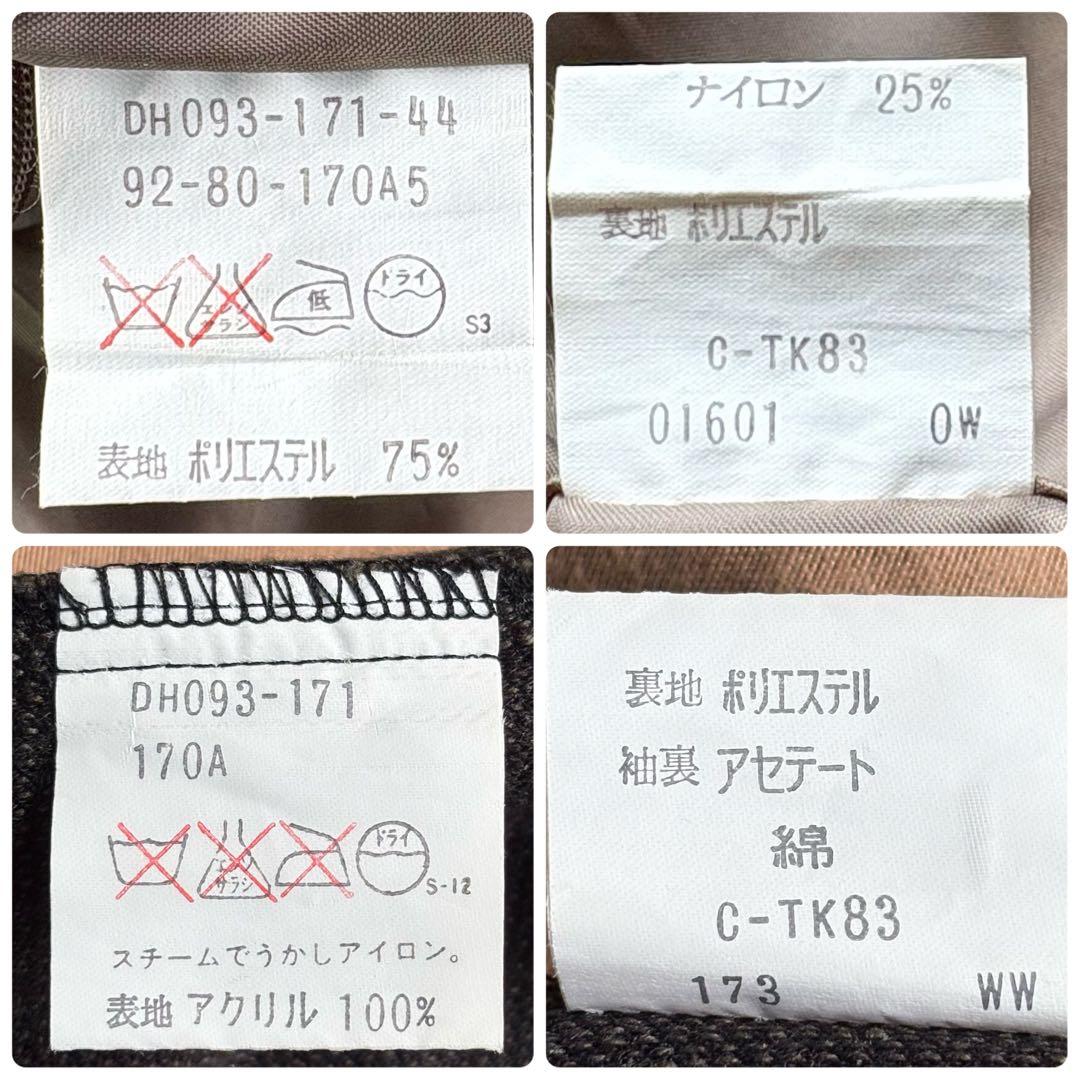 DH093-171-44
92-80-170A5
エンソ
サラシ
低
ドライ
S3
表地 ポリエステル 75%
ナイロン 25%
裏地 ポリエステル
C-TK83
01601 0W
DH093-171
170A
エンソ
サラシ
ドライ
S-12
スチームでうかしアイロン。
表地 アクリル 100%
裏地 ポリエステル
袖裏 アセテート
綿
C-TK83
173 WW